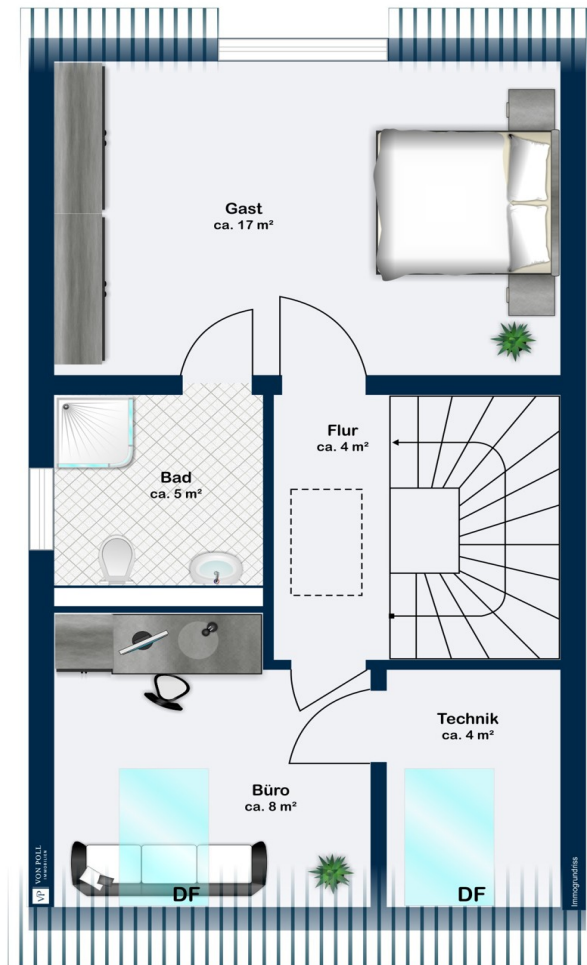 Gast
ca. 17 m²
Flur
ca. 4 m²
Bad
ca. 5 m²
Technik
ca. 4 m²
Büro
ca. 8 m²
DF
DF
VP VON POLL
IMMOBILIEN
Immogrundriss